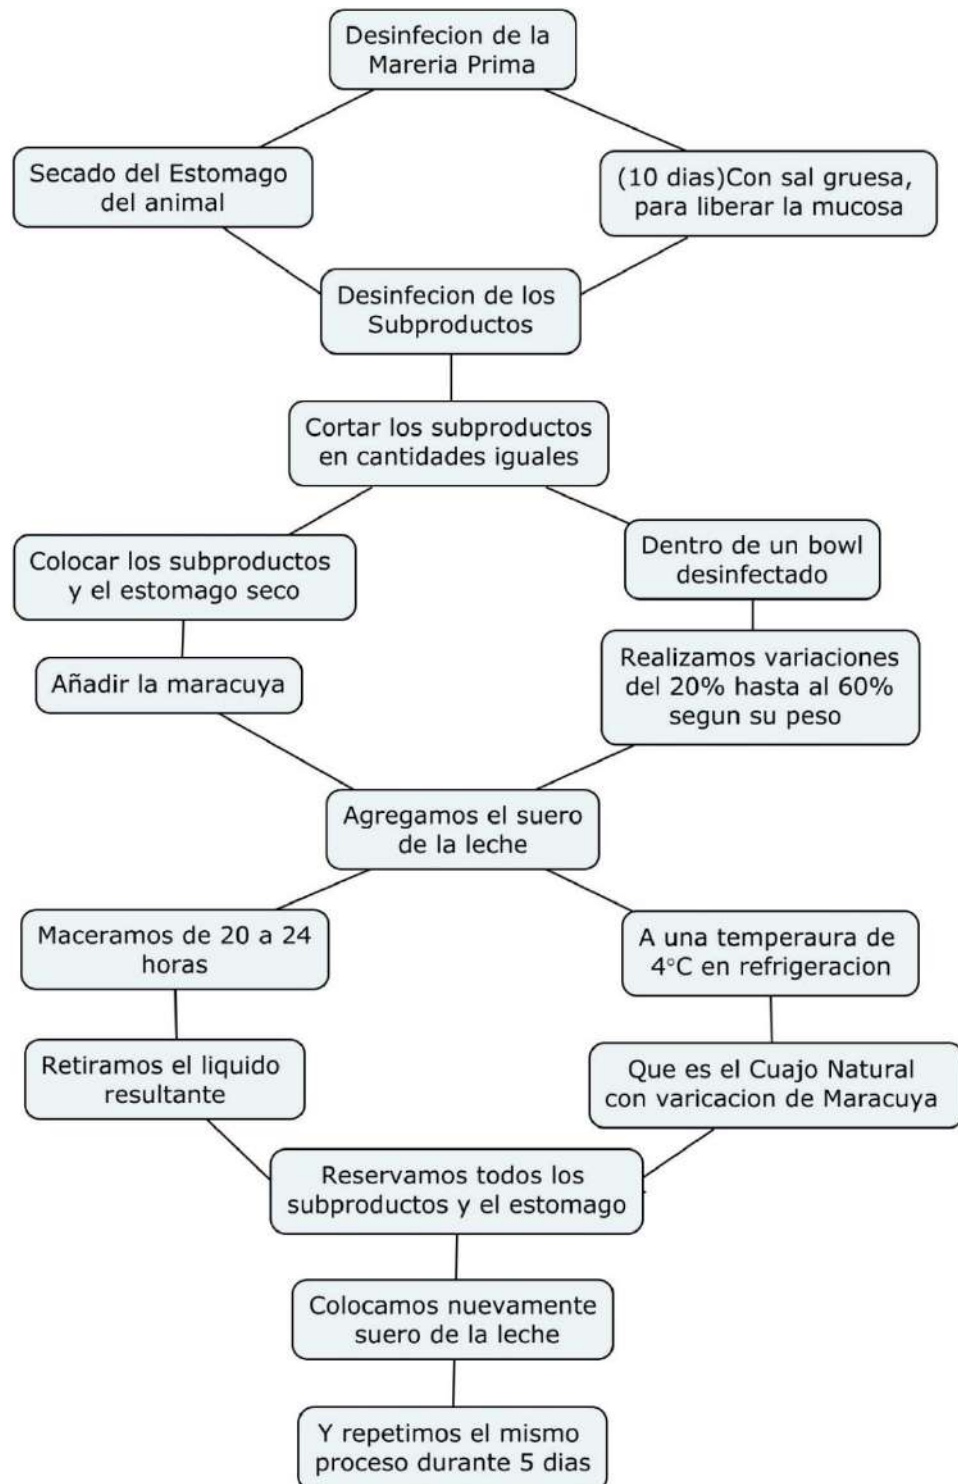 Desinfecion de la
Mareria Prima
Secado del Estomago
del animal
(10 dias)Con sal gruesa,
para liberar la mucosa
Desinfecion de los
Subproductos
Cortar los subproductos
en cantidades iguales
Colocar los subproductos
y el estomago seco
Dentro de un bowl
desinfectado
Añadir la maracuya
Realizamos variaciones
del 20% hasta al 60%
segun su peso
Agregamos el suero
de la leche
Maceramos de 20 a 24
horas
A una temperaura de
4°C en refrigeracion
Retiramos el liquido
resultante
Que es el Cuajo Natural
con varicacion de Maracuya
Reservamos todos los
subproductos y el estomago
Colocamos nuevamente
suero de la leche
Y repetimos el mismo
proceso durante 5 dias